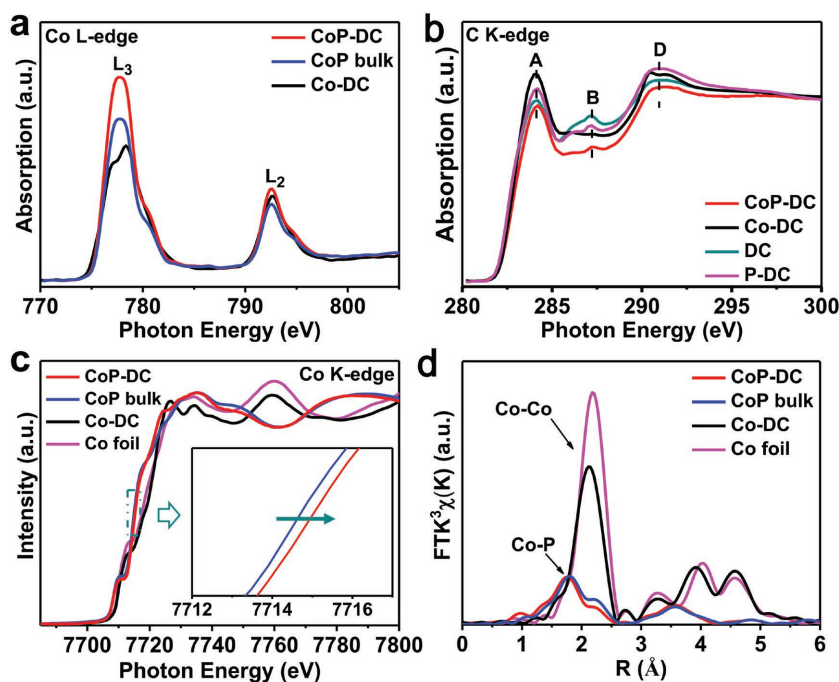 a
Co L-edge
CoP-DC
CoP bulk
Co-DC
L3
L2
Absorption (a.u.)
770 780 790 800
Photon Energy (eV)
b
C K-edge
A
B
D
CoP-DC
Co-DC
DC
P-DC
Absorption (a.u.)
280 285 290 295 300
Photon Energy (eV)
c
Co K-edge
CoP-DC
CoP bulk
Co-DC
Co foil
7712 7714 7716
Intensity (a.u.)
7700 7720 7740 7760 7780 7800
Photon Energy (eV)
d
CoP-DC
CoP bulk
Co-DC
Co foil
Co-Co
Co-P
FTK³χ(K) (a.u.)
0 1 2 3 4 5 6
R (Å)